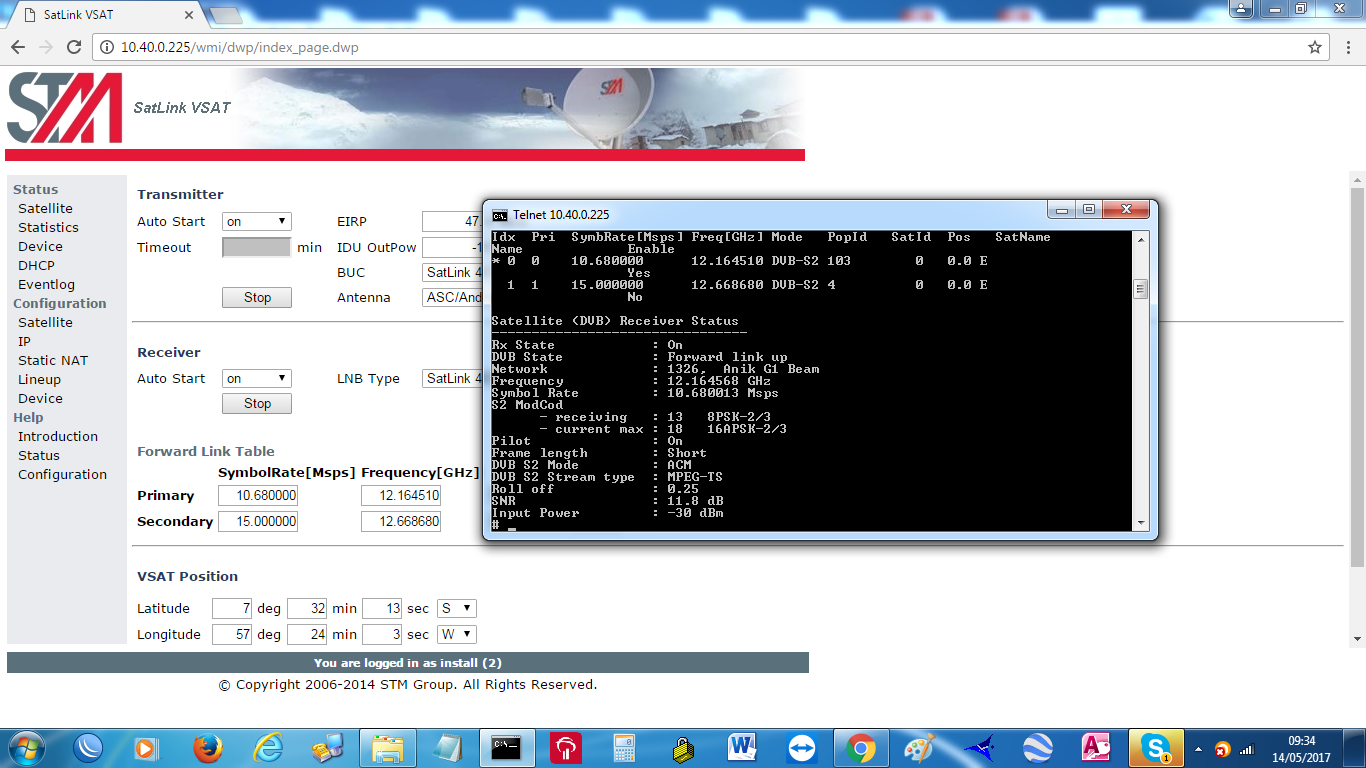 SatLink VSAT
10.40.0.225/wmi/dwp/index_page.dwp
STM
SatLink VSAT
STM
Status
Satellite
Statistics
Device
DHCP
Eventlog
Configuration
Satellite
IP
Static NAT
Lineup
Device
Help
Introduction
Status
Configuration
Transmitter
Auto Start on EIRP 47.
Timeout min IDU OutPow -1
BUC SatLink 4
Stop Antenna ASC/And
Receiver
Auto Start on LNB Type SatLink 4
Stop
Forward Link Table
SymbolRate[Msps] Frequency[GHz]
Primary 10.680000 12.164510
Secondary 15.000000 12.668680
VSAT Position
Latitude 7 deg 32 min 13 sec S
Longitude 57 deg 24 min 3 sec W
You are logged in as install (2)
© Copyright 2006-2014 STM Group. All Rights Reserved.
Telnet 10.40.0.225
Idx Pri SymbRate[Msps] Freq[GHz] Mode PopId SatId Pos SatName
Name Enable
* 0 0 10.680000 12.164510 DVB-S2 103 0 0.0 E
Yes
1 1 15.000000 12.668680 DVB-S2 4 0 0.0 E
No
Satellite (DVB) Receiver Status
--------------------------------
Rx State : On
DVB State : Forward link up
Network : 1326, Anik G1 Beam
Frequency : 12.164568 GHz
Symbol Rate : 10.680013 Msps
S2 ModCod
- receiving : 13 8PSK-2/3
- current max : 18 16APSK-2/3
Pilot : On
Frame length : Short
DVB S2 Mode : ACM
DVB S2 Stream type : MPEG-TS
Roll off : 0.25
SNR : 11.8 dB
Input Power : -30 dBm
# _
09:34
14/05/2017